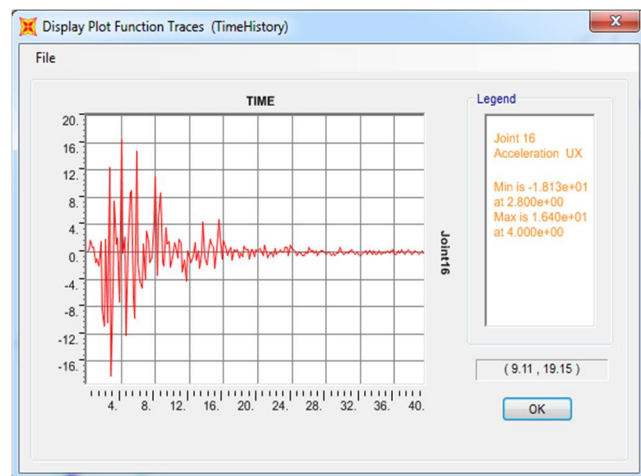 Display Plot Function Traces (TimeHistory)
File
TIME
20.
16.
12.
8.
4.
0.
-4.
-8.
-12.
-16.
4. 8. 12. 16. 20. 24. 28. 32. 36. 40.
Joint16
Legend
Joint 16
Acceleration UX
Min is -1.813e+01
at 2.800e+00
Max is 1.640e+01
at 4.000e+00
( 9.11 , 19.15 )
OK